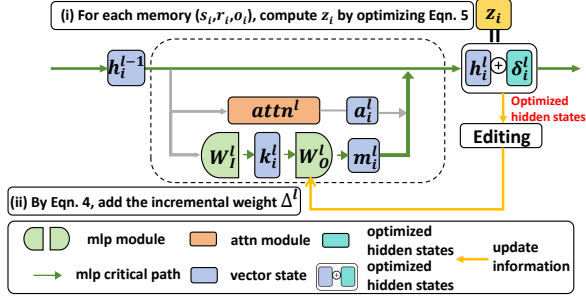 (i) For each memory (s_i, r_i, o_i), compute z_i by optimizing Eqn. 5
z_i
h_i^{l-1}
h_i^l + δ_i^l
attn^l
a_i^l
Optimized
hidden states
W_I^l
k_i^l
W_O^l
m_i^l
Editing
(ii) By Eqn. 4, add the incremental weight Δ^l
mlp module
attn module
optimized
hidden states
update
information
mlp critical path
vector state
optimized
hidden states